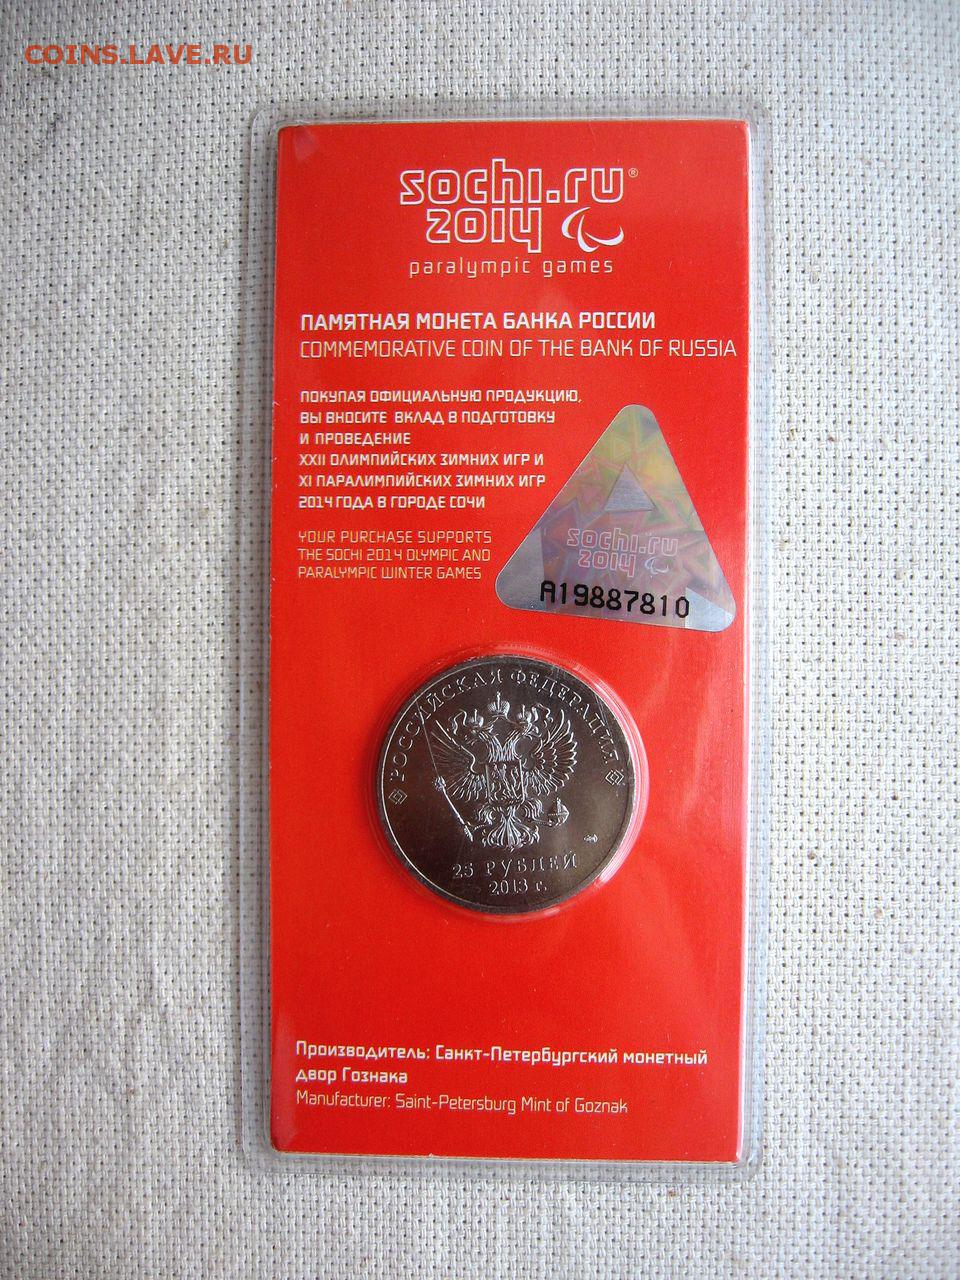 COINS.LAVE.RU
sochi.ru®
2014
paralympic games
ПАМЯТНАЯ МОНЕТА БАНКА РОССИИ
COMMEMORATIVE COIN OF THE BANK OF RUSSIA
ПОКУПАЯ ОФИЦИАЛЬНУЮ ПРОДУКЦИЮ,
ВЫ ВНОСИТЕ ВКЛАД В ПОДГОТОВКУ
И ПРОВЕДЕНИЕ
XXII ОЛИМПИЙСКИХ ЗИМНИХ ИГР И
XI ПАРАЛИМПИЙСКИХ ЗИМНИХ ИГР
2014 ГОДА В ГОРОДЕ СОЧИ
YOUR PURCHASE SUPPORTS
THE SOCHI 2014 OLYMPIC AND
PARALYMPIC WINTER GAMES
sochi.ru
2014
A19887810
РОССИЙСКАЯ ФЕДЕРАЦИЯ
25 РУБЛЕЙ
2013 г.
Производитель: Санкт-Петербургский монетный
двор Гознака
Manufacturer: Saint-Petersburg Mint of Goznak